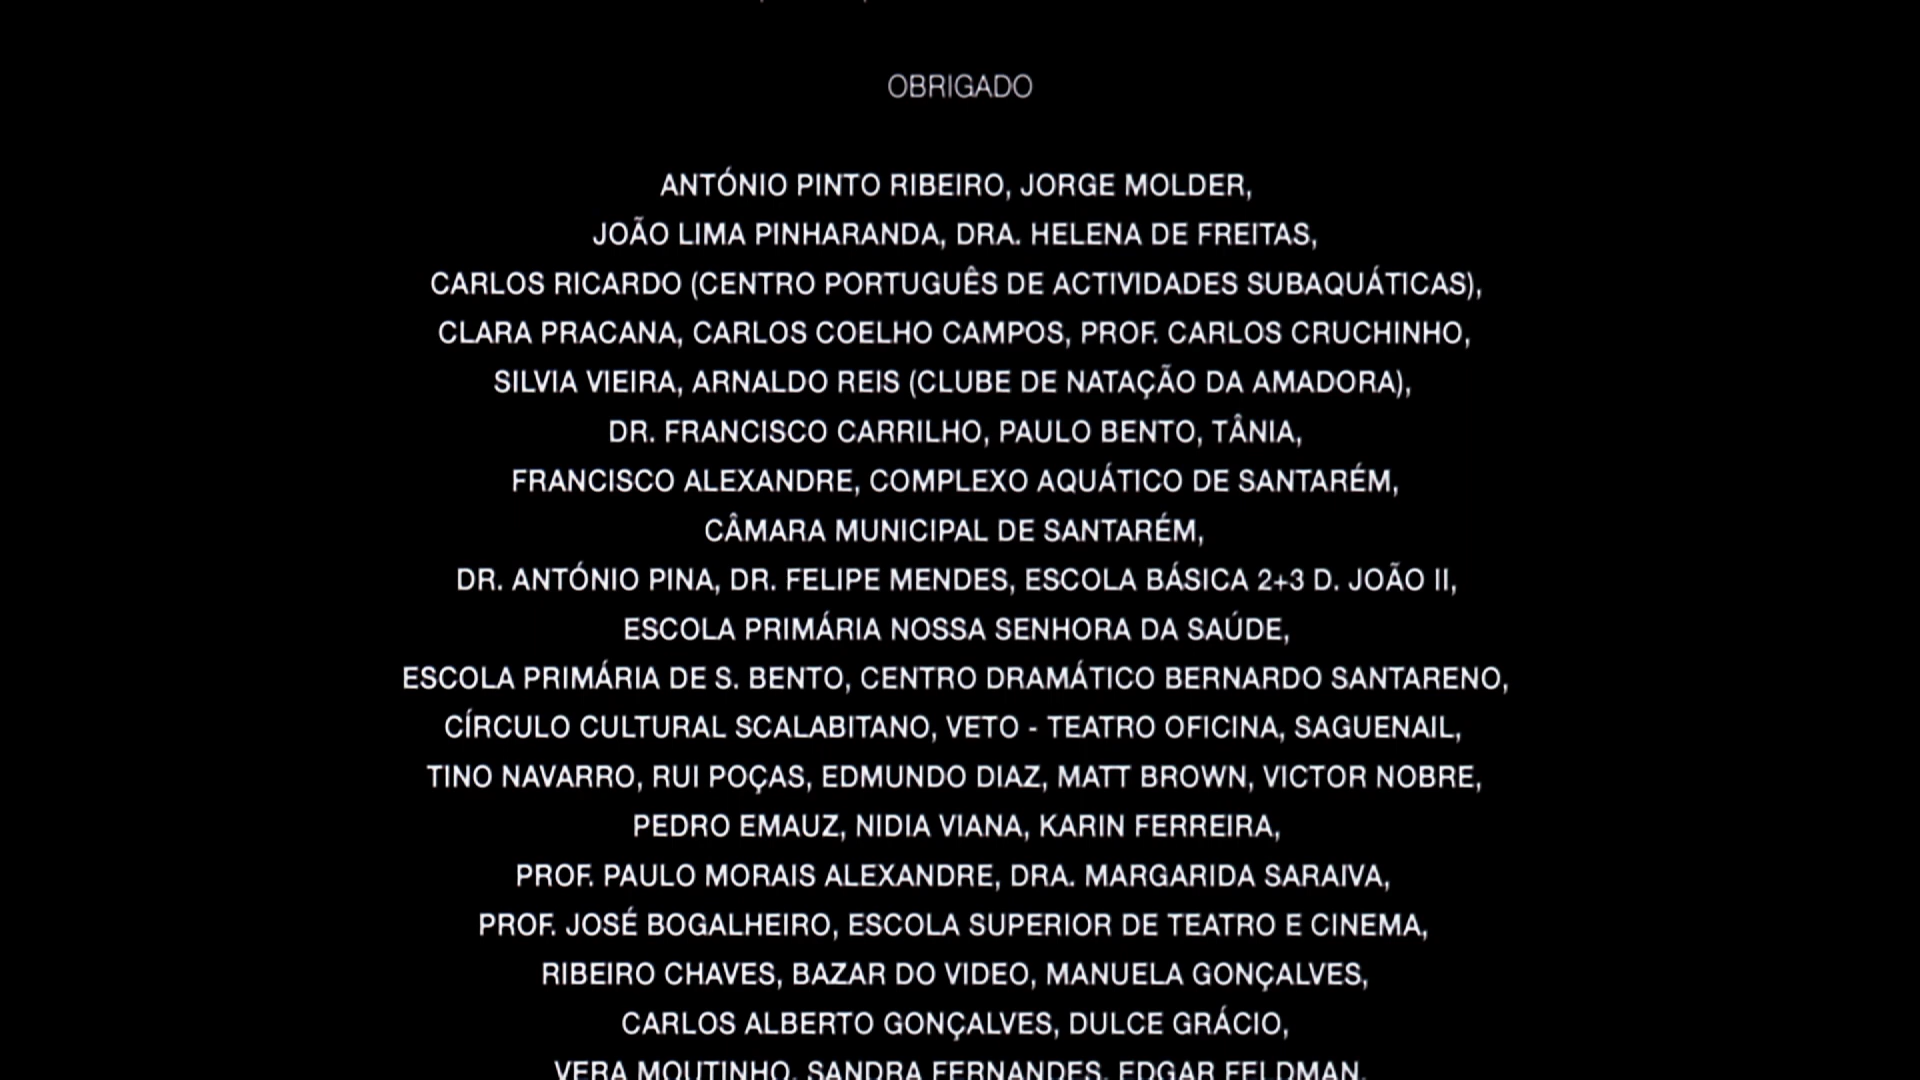 OBRIGADO
ANTÓNIO PINTO RIBEIRO, JORGE MOLDER,
JOÃO LIMA PINHARANDA, DRA. HELENA DE FREITAS,
CARLOS RICARDO (CENTRO PORTUGUÊS DE ACTIVIDADES SUBAQUÁTICAS),
CLARA PRACANA, CARLOS COELHO CAMPOS, PROF. CARLOS CRUCHINHO,
SILVIA VIEIRA, ARNALDO REIS (CLUBE DE NATAÇÃO DA AMADORA),
DR. FRANCISCO CARRILHO, PAULO BENTO, TÂNIA,
FRANCISCO ALEXANDRE, COMPLEXO AQUÁTICO DE SANTARÉM,
CÂMARA MUNICIPAL DE SANTARÉM,
DR. ANTÓNIO PINA, DR. FELIPE MENDES, ESCOLA BÁSICA 2+3 D. JOÃO II,
ESCOLA PRIMÁRIA NOSSA SENHORA DA SAÚDE,
ESCOLA PRIMÁRIA DE S. BENTO, CENTRO DRAMÁTICO BERNARDO SANTARENO,
CÍRCULO CULTURAL SCALABITANO, VETO - TEATRO OFICINA, SAGUENAIL,
TINO NAVARRO, RUI POÇAS, EDMUNDO DIAZ, MATT BROWN, VICTOR NOBRE,
PEDRO EMAUZ, NIDIA VIANA, KARIN FERREIRA,
PROF. PAULO MORAIS ALEXANDRE, DRA. MARGARIDA SARAIVA,
PROF. JOSÉ BOGALHEIRO, ESCOLA SUPERIOR DE TEATRO E CINEMA,
RIBEIRO CHAVES, BAZAR DO VIDEO, MANUELA GONÇALVES,
CARLOS ALBERTO GONÇALVES, DULCE GRÁCIO,
VERA MOUTINHO, SANDRA FERNANDES, EDGAR FELDMAN,